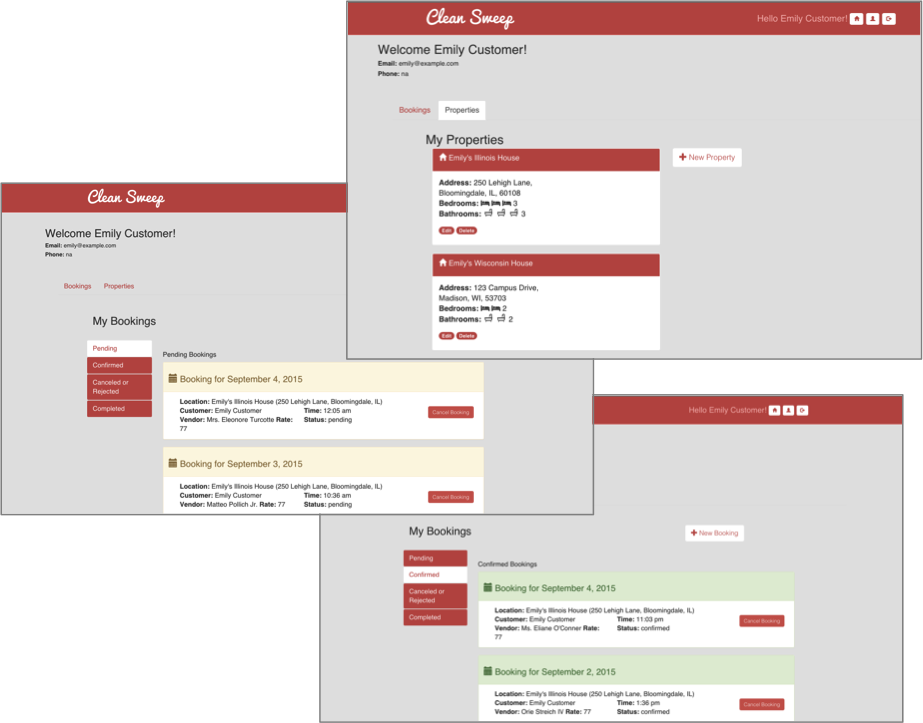 Clean Sweep
Hello Emily Customer!
Welcome Emily Customer!
Email: emily@example.com
Phone: na
Bookings Properties
My Properties
Emily's Illinois House
New Property
Address: 250 Lehigh Lane,
Bloomingdale, IL, 60108
Bedrooms: 3
Bathrooms: 3
Edit Delete
Emily's Wisconsin House
Address: 123 Campus Drive,
Madison, WI, 53703
Bedrooms: 2
Bathrooms: 2
Edit Delete
Clean Sweep
Welcome Emily Customer!
Email: emily@example.com
Phone: na
Bookings Properties
My Bookings
Pending
Confirmed
Canceled or
Rejected
Completed
Pending Bookings
Booking for September 4, 2015
Location: Emily's Illinois House (250 Lehigh Lane, Bloomingdale, IL)
Customer: Emily Customer Time: 12:05 am
Vendor: Mrs. Eleonore Turcotte Rate: Status: pending
77
Cancel Booking
Booking for September 3, 2015
Location: Emily's Illinois House (250 Lehigh Lane, Bloomingdale, IL)
Customer: Emily Customer Time: 10:36 am
Vendor: Matteo Pollich Jr. Rate: 77 Status: pending
Cancel Booking
Hello Emily Customer!
My Bookings
New Booking
Pending
Confirmed
Canceled or
Rejected
Completed
Confirmed Bookings
Booking for September 4, 2015
Location: Emily's Illinois House (250 Lehigh Lane, Bloomingdale, IL)
Customer: Emily Customer Time: 11:03 pm
Vendor: Ms. Eliane O'Conner Rate: Status: confirmed
77
Cancel Booking
Booking for September 2, 2015
Location: Emily's Illinois House (250 Lehigh Lane, Bloomingdale, IL)
Customer: Emily Customer Time: 1:36 pm
Vendor: Orie Streich IV Rate: 77 Status: confirmed
Cancel Booking